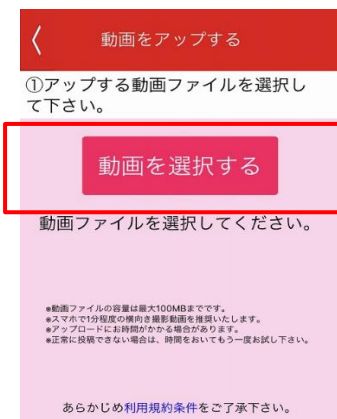 動画をアップする
①アップする動画ファイルを選択し
て下さい。
動画を選択する
動画ファイルを選択してください。
※動画ファイルの容量は最大100MBまでです。
※スマホで1分程度の横向き撮影動画を推奨いたします。
※アップロードにお時間がかかる場合があります。
※正常に投稿できない場合は、時間をおいてもう一度お試し下さい。
あらかじめ利用規約条件をご了承下さい。